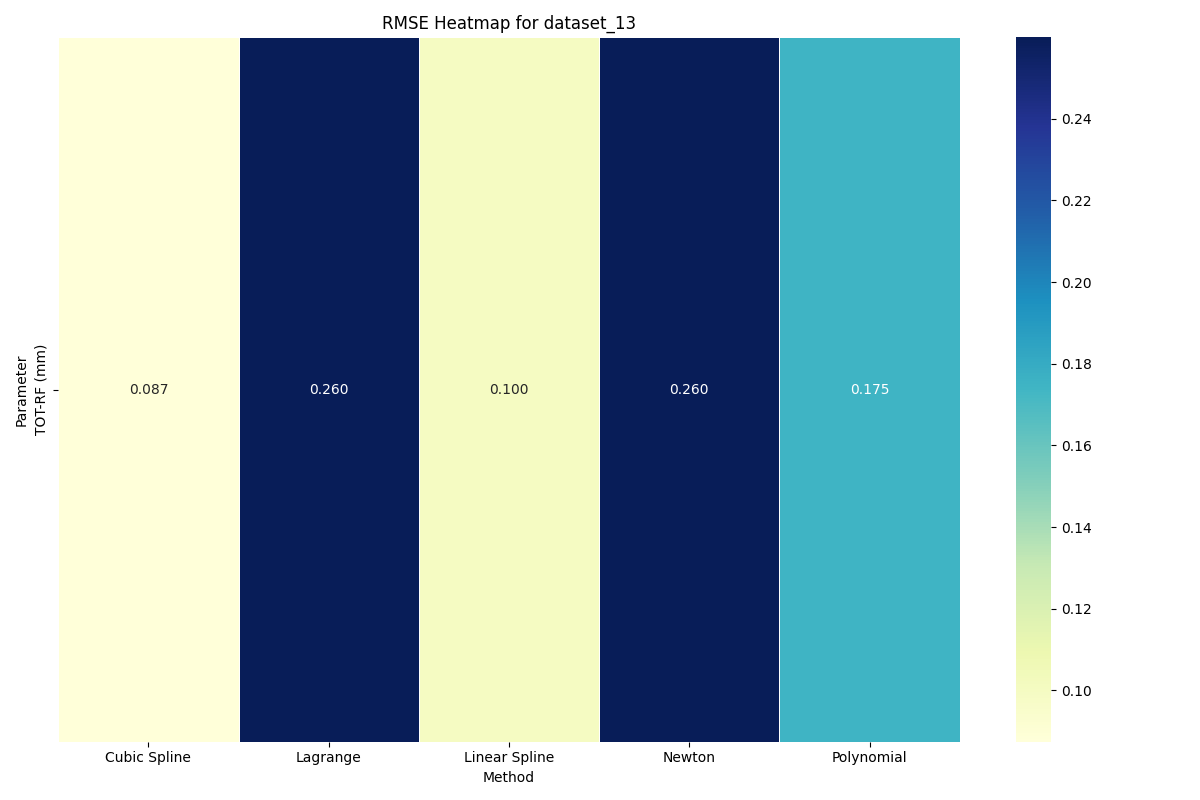 RMSE Heatmap for dataset_13
Parameter
TOT-RF (mm)
0.087
0.260
0.100
0.260
0.175
Cubic Spline
Lagrange
Linear Spline
Newton
Polynomial
Method
0.24
0.22
0.20
0.18
0.16
0.14
0.12
0.10